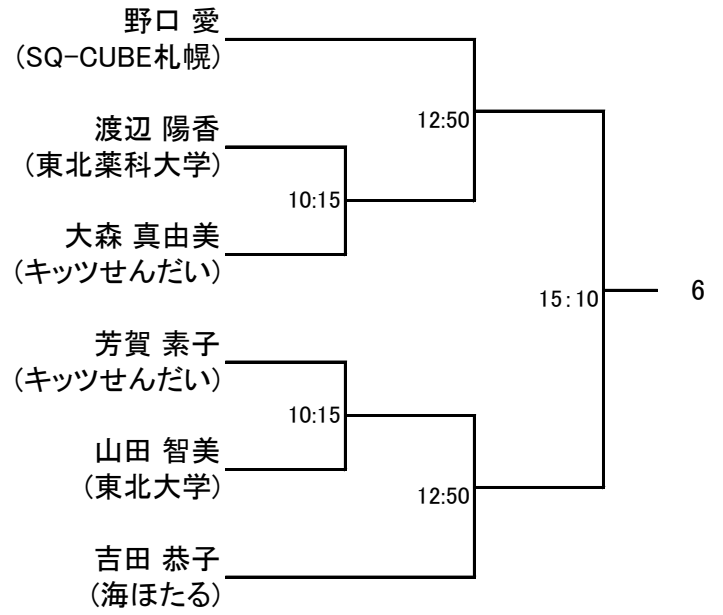 野口 愛
(SQ-CUBE札幌)
12:50
渡辺 陽香
(東北薬科大学)
10:15
大森 真由美
(キッツせんだい)
15:10
6
芳賀 素子
(キッツせんだい)
10:15
山田 智美
(東北大学)
12:50
吉田 恭子
(海ほたる)